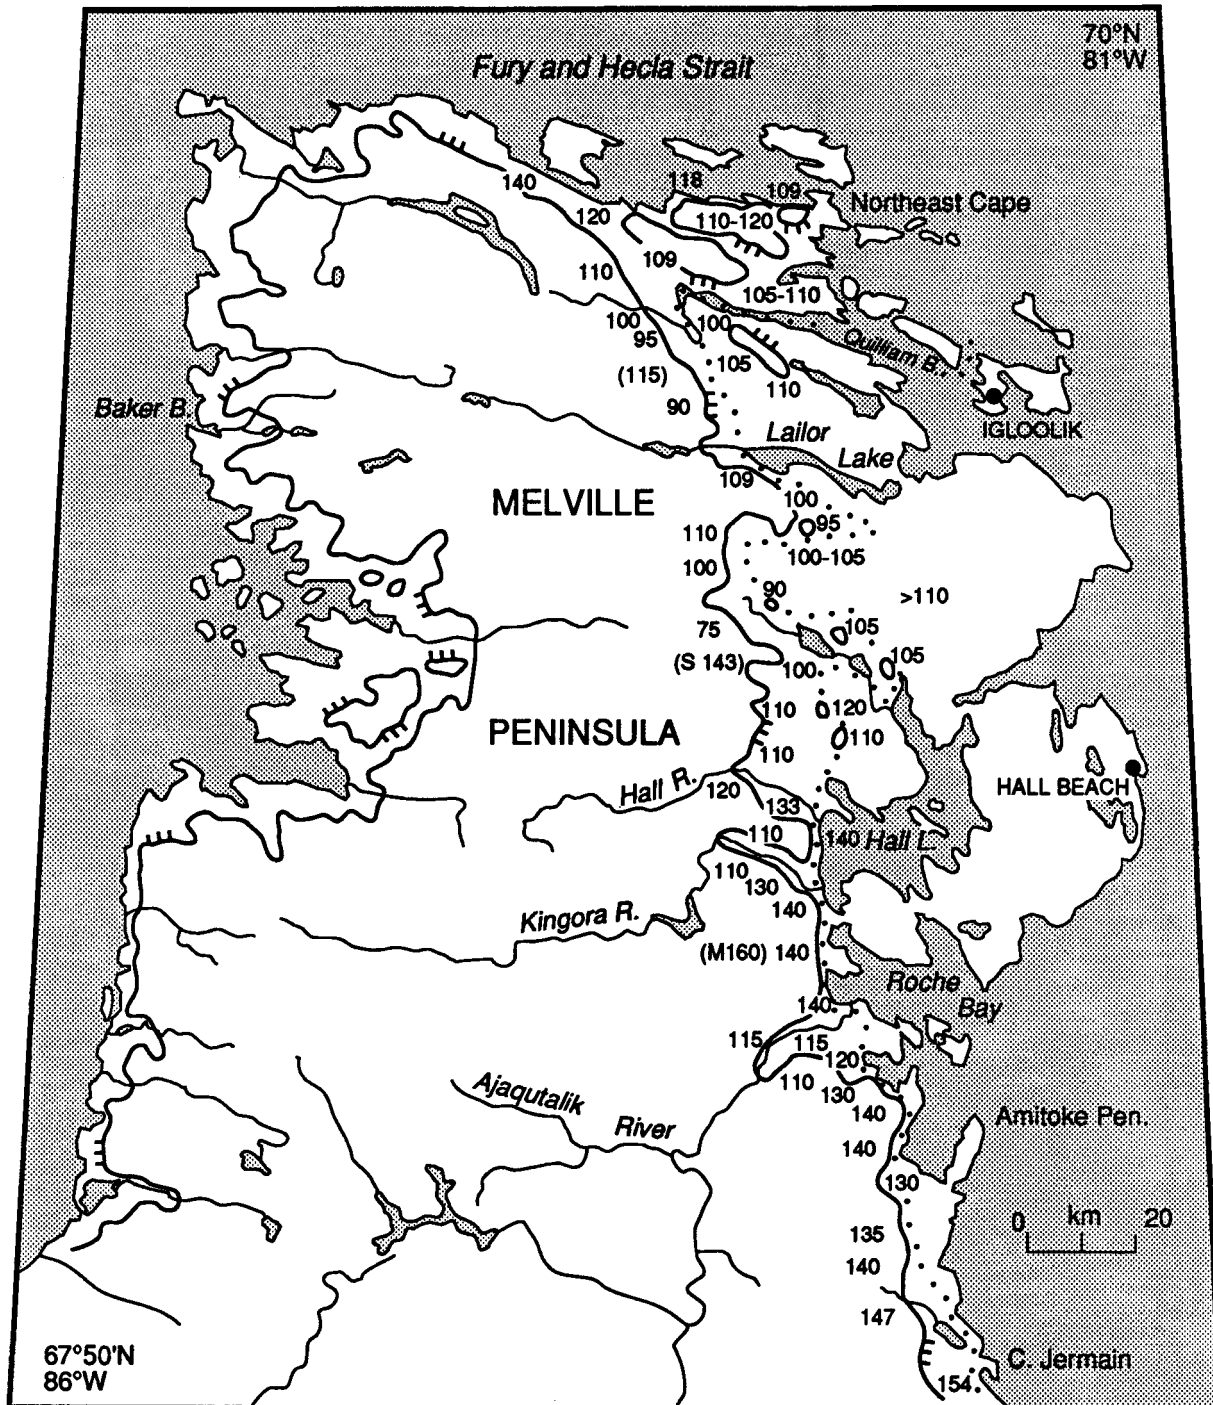 70°N
81°W
Fury and Hecla Strait
140
118
109
Northeast Cape
120
110-120
110
109
105-110
100
95
100
Quilliam B.
(115)
105
110
90
Baker B.
IGLOOLIK
Lailor
Lake
109
100
MELVILLE
110
95
100-105
100
90
>110
75
105
(S 143)
100
105
110
120
PENINSULA
110
110
Hall R.
120
HALL BEACH
133
110
140
Hall L.
110
130
140
Kingora R.
(M160)
140
Roche
Bay
140
115
115
120
110
130
Ajaqutalik
River
140
Amitoke Pen.
140
130
0
km
20
135
140
147
67°50'N
86°W
C. Jermain
154